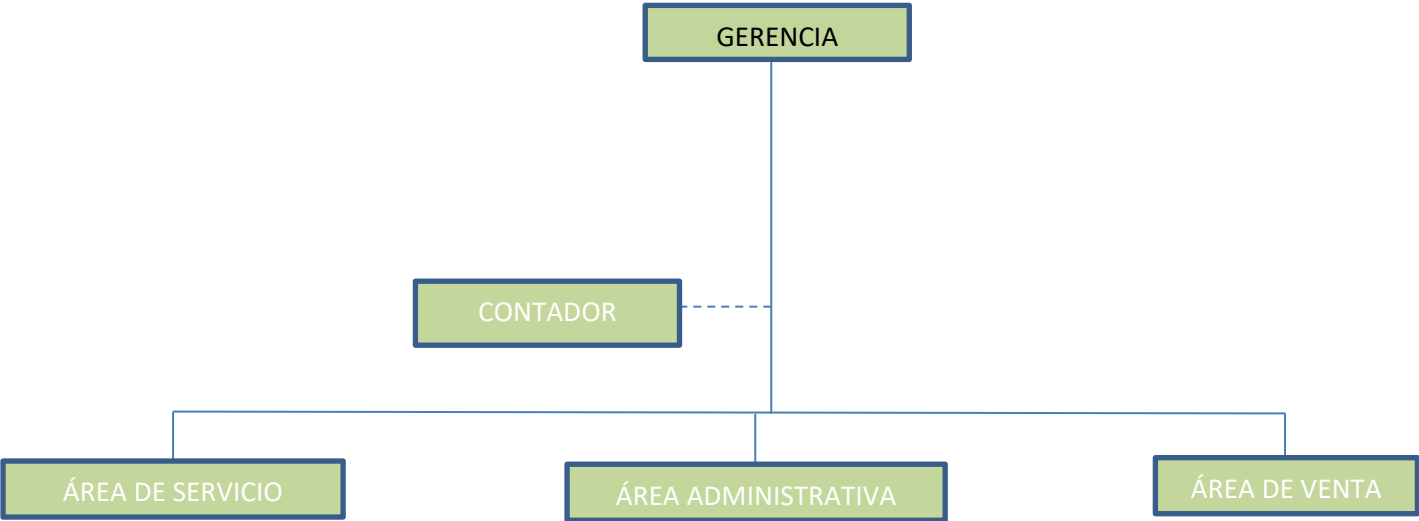 GERENCIA
CONTADOR
ÁREA DE SERVICIO
ÁREA ADMINISTRATIVA
ÁREA DE VENTA